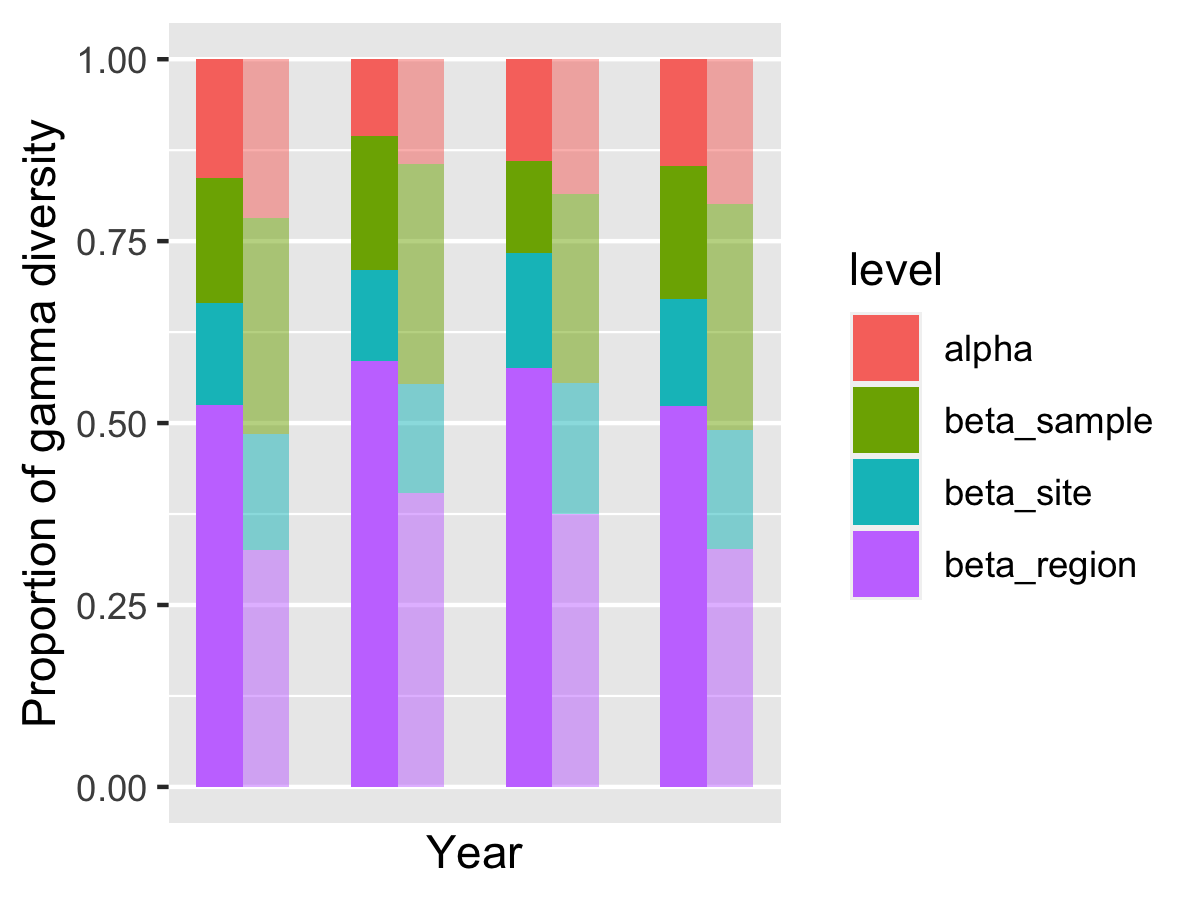 Proportion of gamma diversity
1.00
0.75
0.50
0.25
0.00
Year
level
alpha
beta_sample
beta_site
beta_region